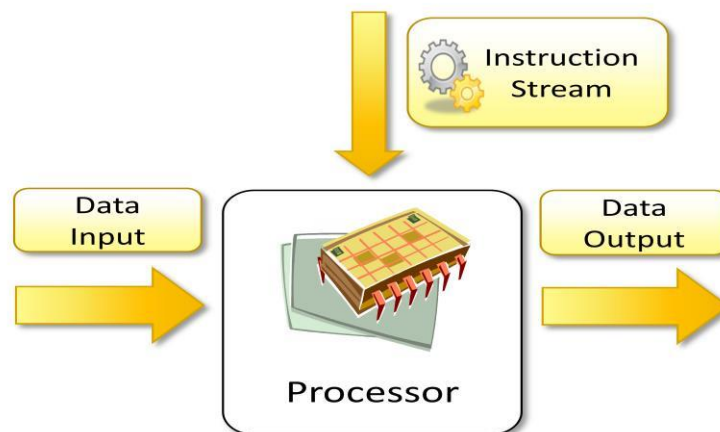 Instruction
Stream
Data
Input
Data
Output
Processor